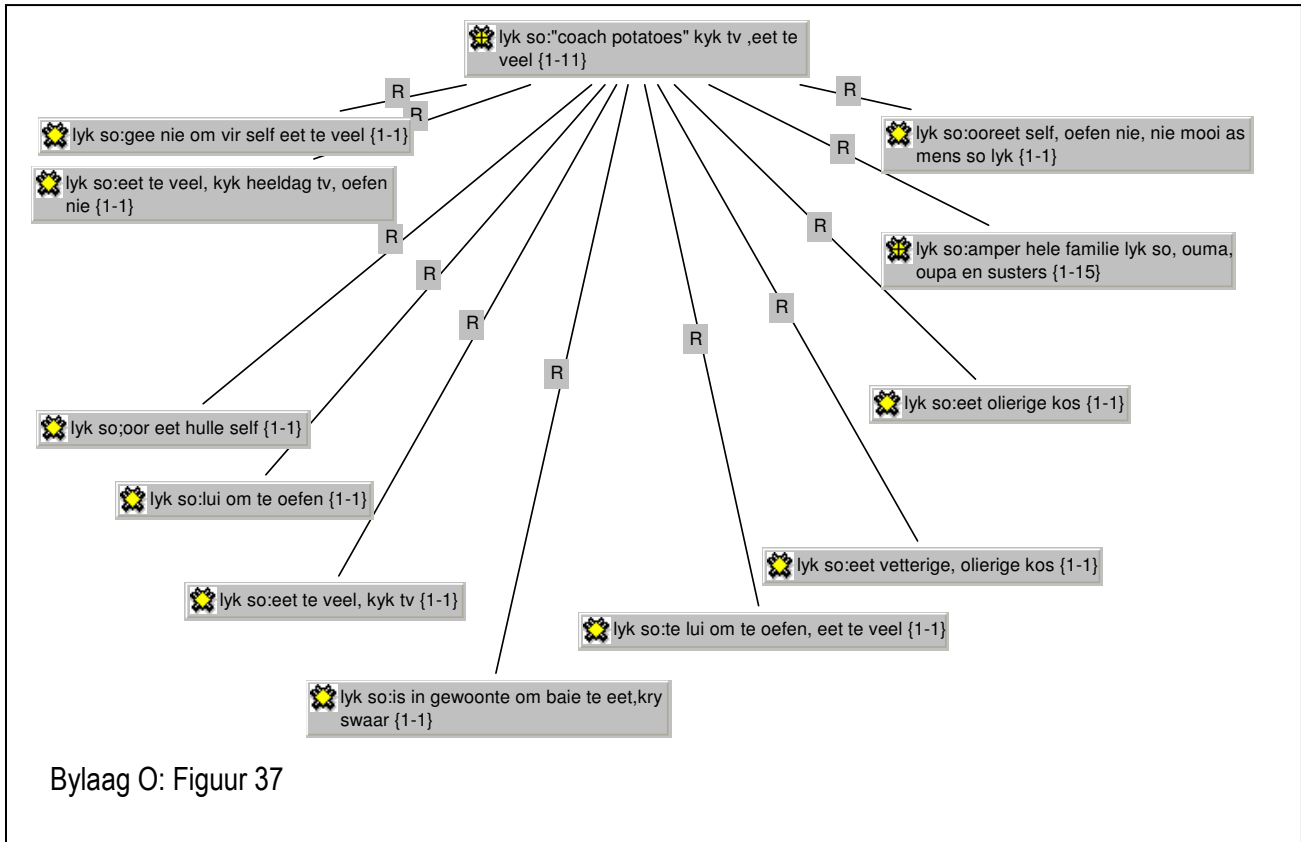 lyk so:"coach potatoes" kyk tv ,eet te
veel {1-11}
R
R
R
lyk so:gee nie om vir self eet te veel {1-1}
lyk so:ooreet self, oefen nie, nie mooi as
mens so lyk {1-1}
R
lyk so:eet te veel, kyk heeldag tv, oefen
nie {1-1}
R
R
lyk so:amper hele familie lyk so, ouma,
oupa en susters {1-15}
R
R
R
R
R
lyk so:eet olierige kos {1-1}
lyk so;oor eet hulle self {1-1}
lyk so:lui om te oefen {1-1}
lyk so:eet vetterige, olierige kos {1-1}
lyk so:eet te veel, kyk tv {1-1}
lyk so:te lui om te oefen, eet te veel {1-1}
lyk so:is in gewoonte om baie te eet,kry
swaar {1-1}
Bylaag O: Figuur 37